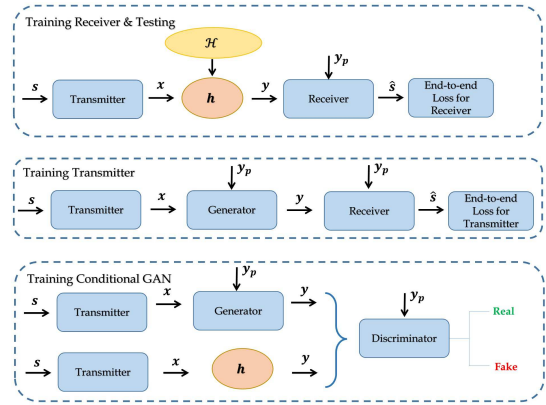 Training Receiver & Testing
ℋ
y_p
s
x
y
ŝ
Transmitter
h
Receiver
End-to-end
Loss for
Receiver
Training Transmitter
y_p
y_p
s
x
y
ŝ
Transmitter
Generator
Receiver
End-to-end
Loss for
Transmitter
Training Conditional GAN
y_p
s
x
y
Transmitter
Generator
y_p
Real
Discriminator
s
x
y
Fake
Transmitter
h